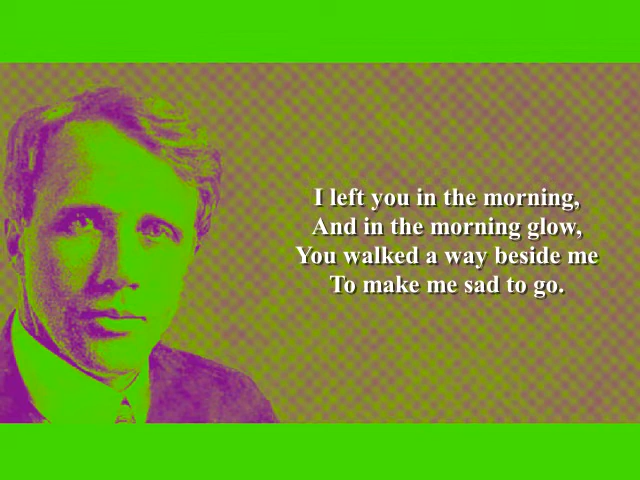 I left you in the morning,
And in the morning glow,
You walked a way beside me
To make me sad to go.